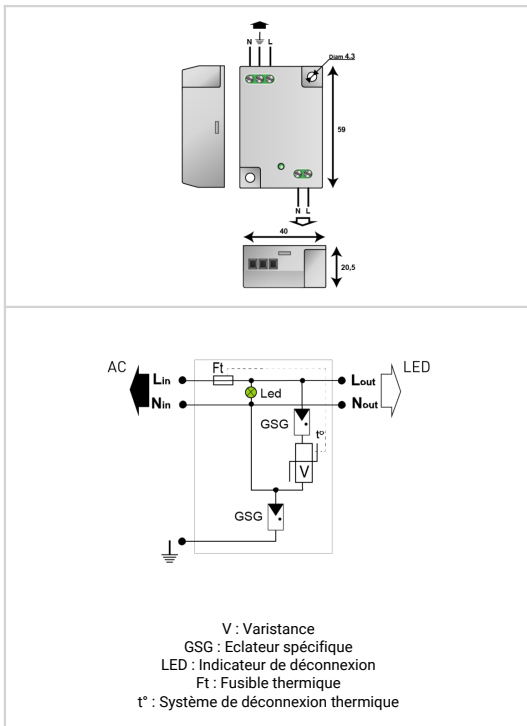 N L
Diam 4.3
59
N L
40
20,5
AC
Ft
LED
Lin
Lout
Led
Nin
Nout
GSG
t°
V
GSG
V : Varistance
GSG : Eclateur spécifique
LED : Indicateur de déconnexion
Ft : Fusible thermique
t° : Système de déconnexion thermique